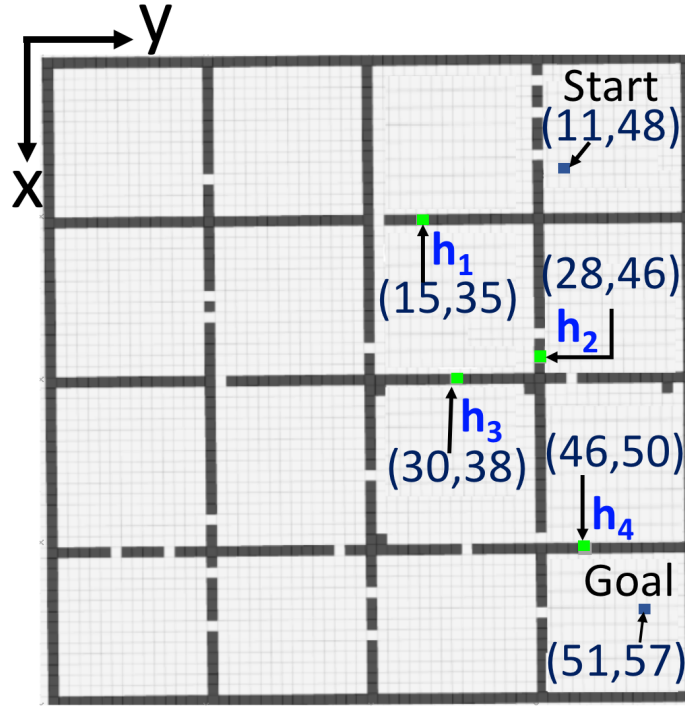 y
x
Start
(11,48)
h1
(15,35)
(28,46)
h2
h3
(30,38)
(46,50)
h4
Goal
(51,57)